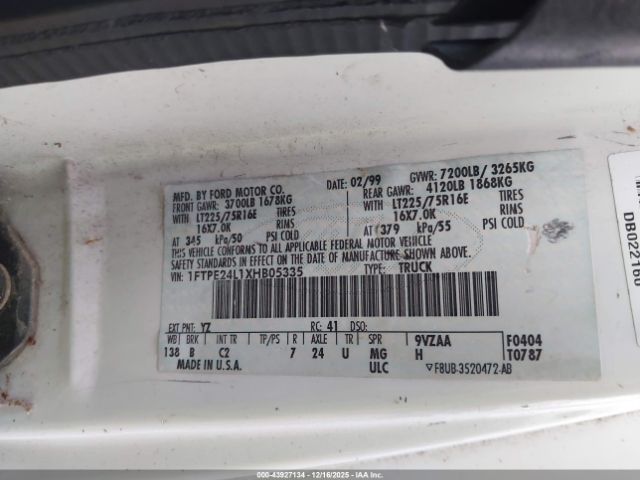 MFD. BY FORD MOTOR CO. DATE: 02/99 GVWR: 7200LB/ 3265KG
FRONT GAWR: 3700LB 1678KG REAR GAWR: 4120LB 1868KG
WITH LT225/75R16E TIRES WITH LT225/75R16E TIRES
16X7.0K RIMS 16X7.0K RIMS
AT 345 kPa/50 PSI COLD AT 379 kPa/55 PSI COLD
THIS VEHICLE CONFORMS TO ALL APPLICABLE FEDERAL MOTOR VEHICLE
SAFETY STANDARDS IN EFFECT ON THE DATE OF MANUFACTURE SHOWN ABOVE.
VEHICLE IDENTIFICATION NO.
1FTPE24L1XHB05335 TYPE: TRUCK
EXT PNT: YZ RC: 41 DSO:
WB BRK INT TR TP/PS R AXLE TR SPR 9VZAA F0404
138 B C2 7 24 U MG H T0787
MADE IN U.S.A. ULC F8UB-3520472-AB
DB022160
000-43927134 - 12/16/2025 - IAA Inc.